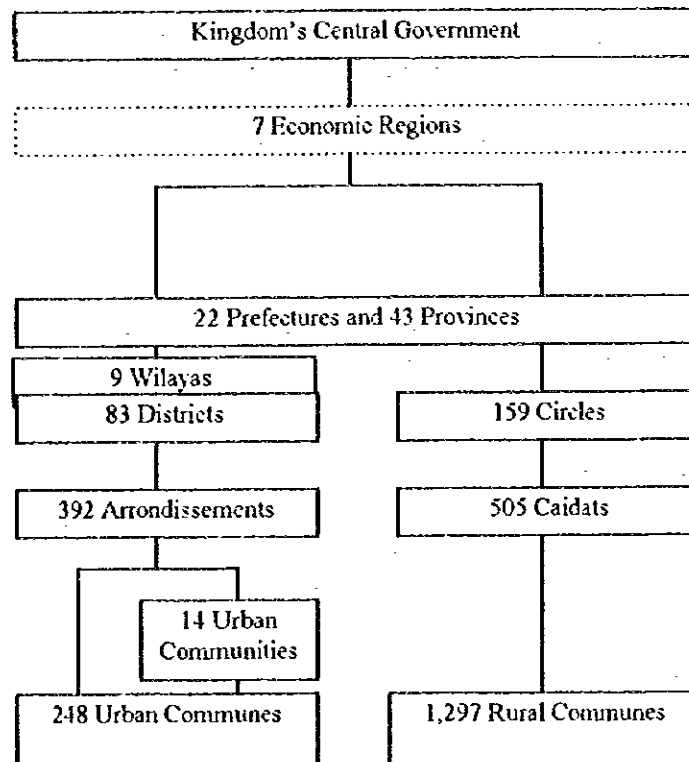 Kingdom's Central Government
7 Economic Regions
22 Prefectures and 43 Provinces
9 Wilayas
83 Districts
159 Circles
392 Arrondissements
505 Caidats
14 Urban
Communities
248 Urban Communes
1,297 Rural Communes